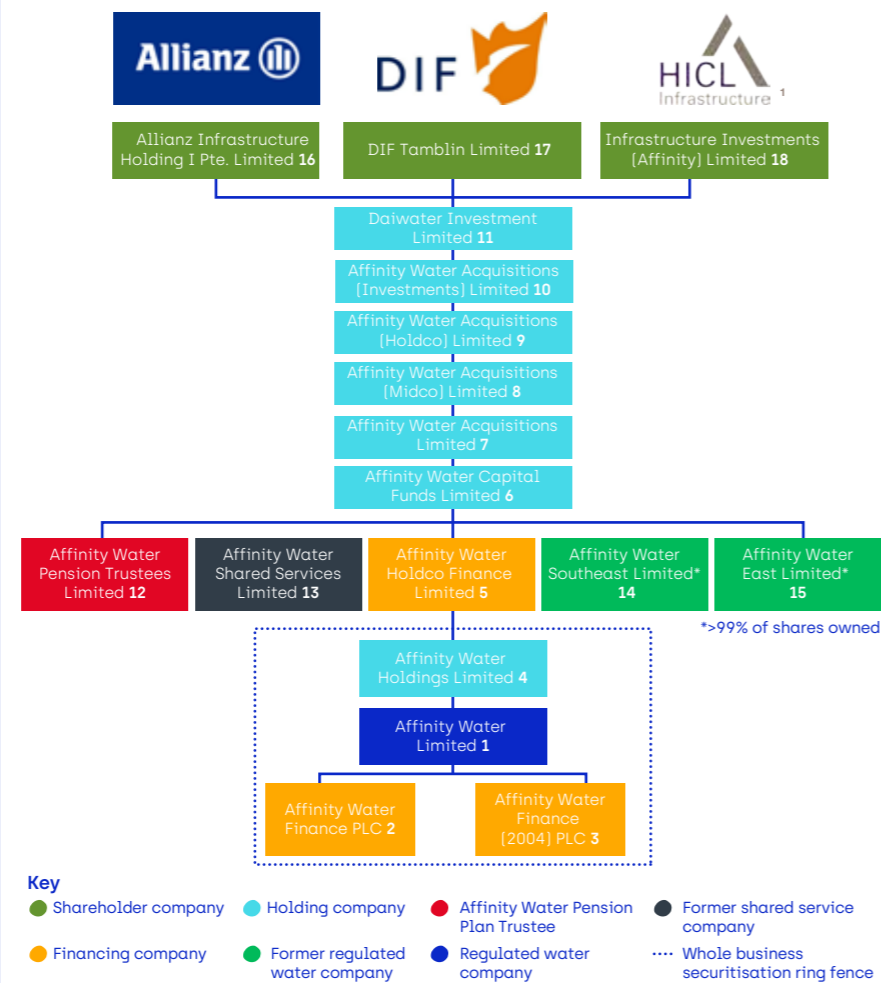 Allianz
DIF
HICL
Infrastructure 1
Allianz Infrastructure
Holding I Pte. Limited 16
DIF Tamblin Limited 17
Infrastructure Investments
(Affinity) Limited 18
Daiwater Investment
Limited 11
Affinity Water Acquisitions
(Investments) Limited 10
Affinity Water Acquisitions
(Holdco) Limited 9
Affinity Water Acquisitions
(Midco) Limited 8
Affinity Water Acquisitions
Limited 7
Affinity Water Capital
Funds Limited 6
Affinity Water
Pension Trustees
Limited 12
Affinity Water
Shared Services
Limited 13
Affinity Water
Holdco Finance
Limited 5
Affinity Water
Southeast Limited*
14
Affinity Water
East Limited*
15
*>99% of shares owned
Affinity Water
Holdings Limited 4
Affinity Water
Limited 1
Affinity Water
Finance PLC 2
Affinity Water
Finance
(2004) PLC 3
Key
Shareholder company
Holding company
Affinity Water Pension
Plan Trustee
Former shared service
company
Financing company
Former regulated
water company
Regulated water
company
Whole business
securitisation ring fence